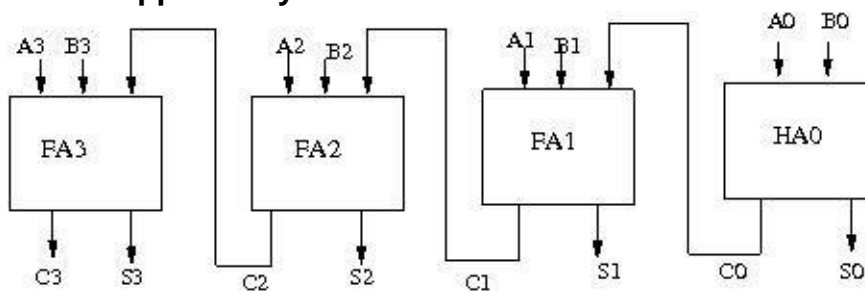 A3 B3 A2 B2 A1 B1 A0 B0
FA3 FA2 FA1 HA0
C3 S3 C2 S2 C1 S1 C0 S0